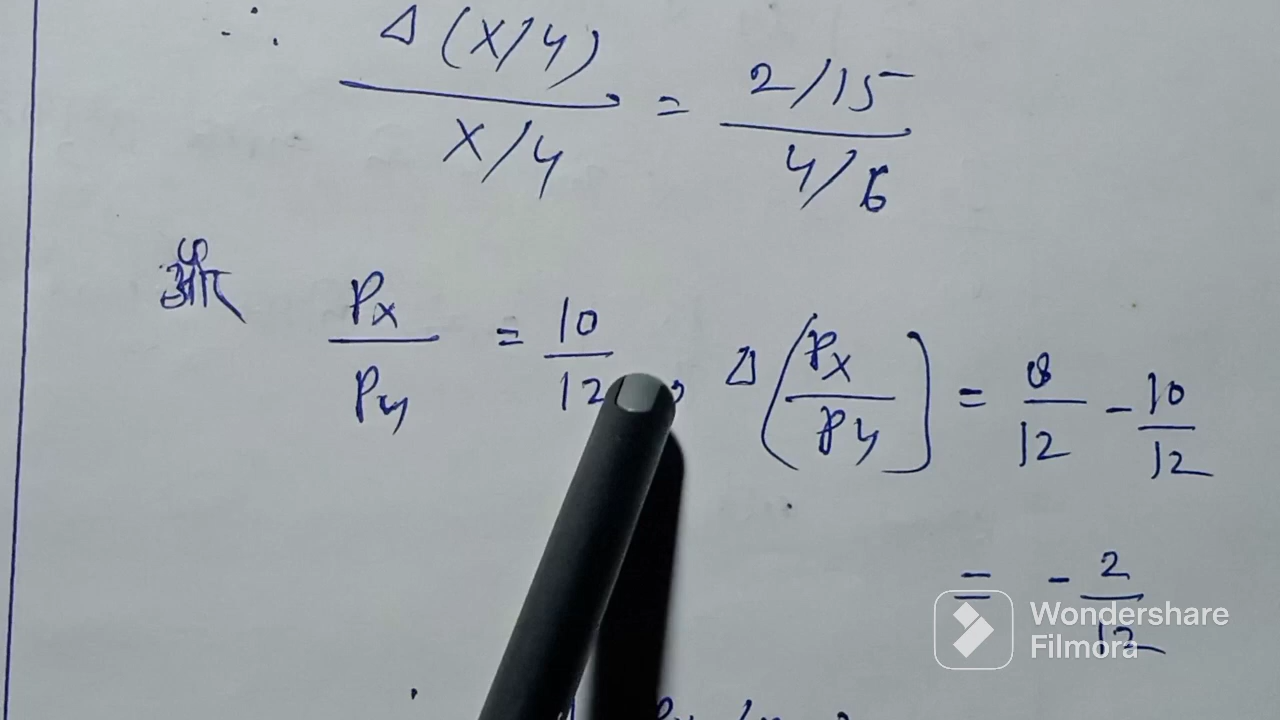 ∴ Δ(X/Y) / X/Y = 2/15 / 4/6
और Px / Py = 10 / 12 , Δ(Px / Py) = 8 / 12 - 10 / 12
= - 2 / 12
Wondershare
Filmora